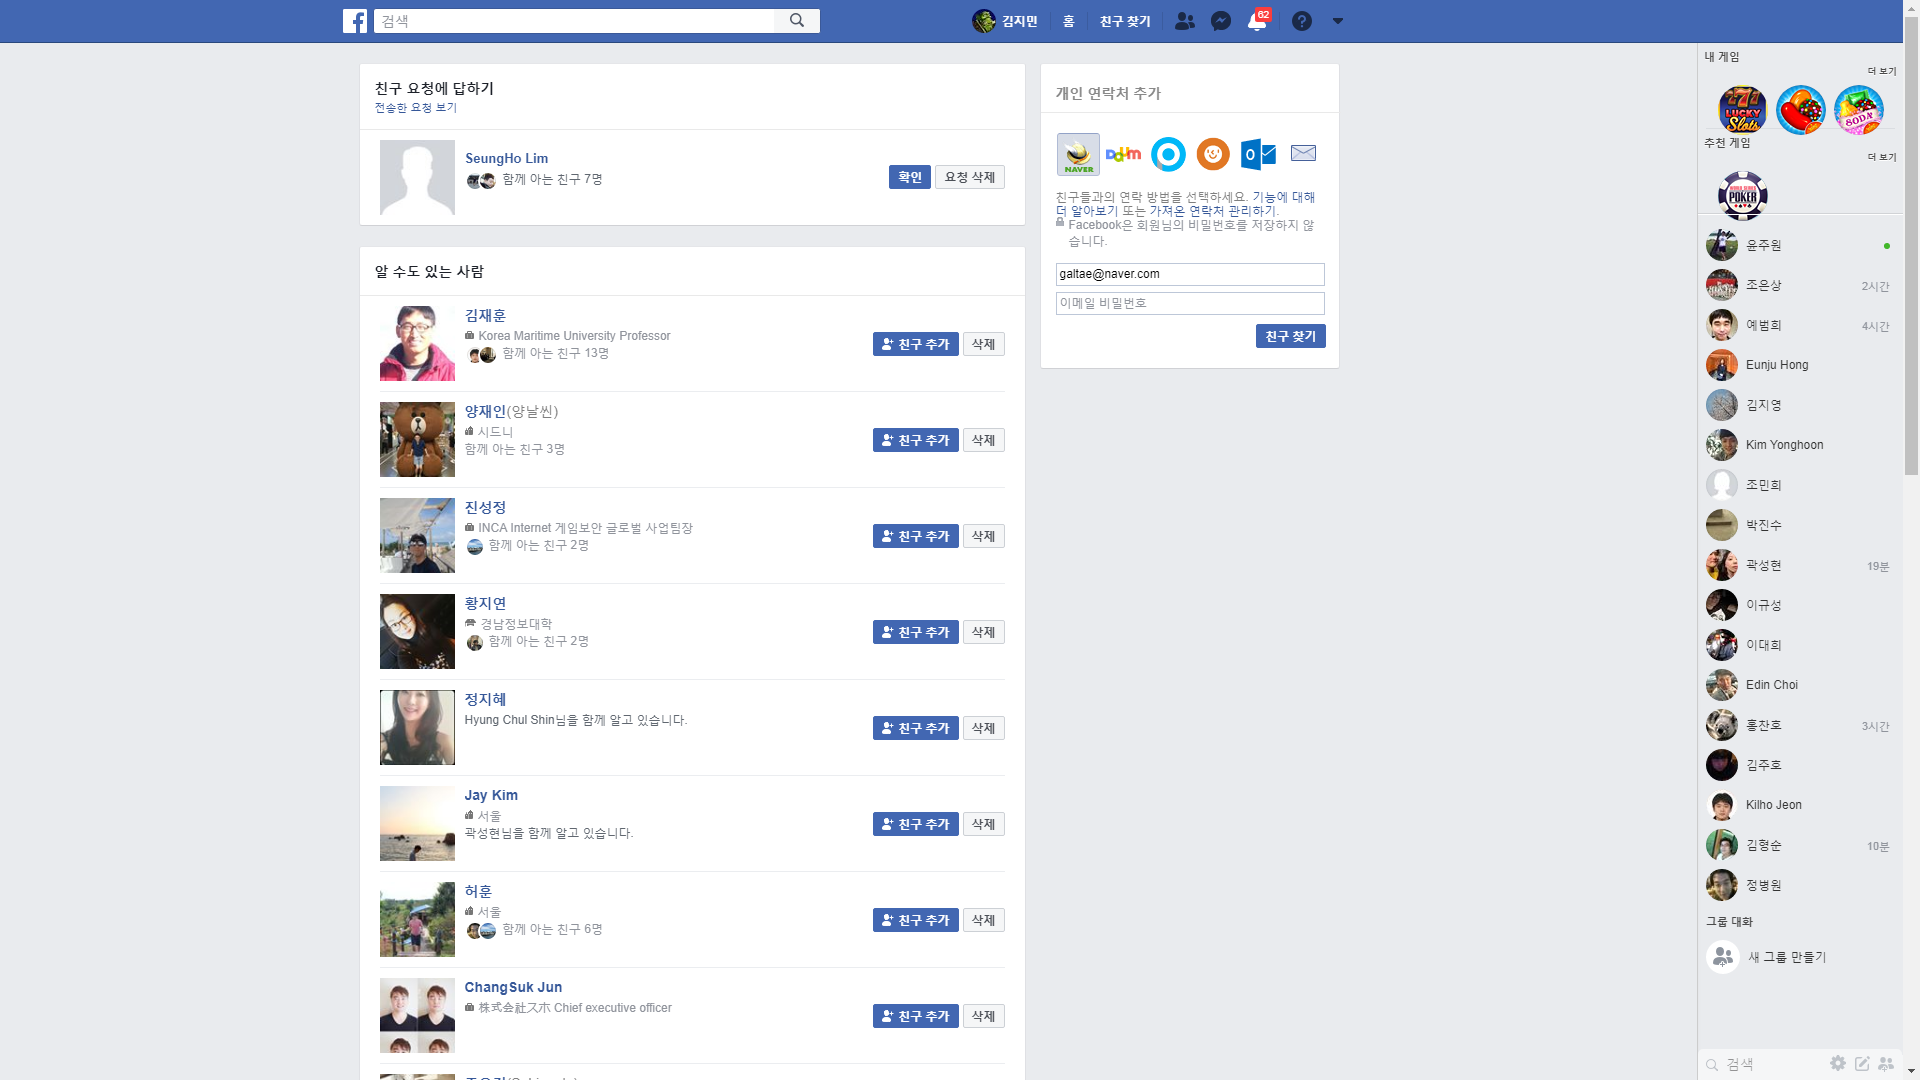 검색
김지민
홈
친구 찾기
62
친구 요청에 답하기
전송한 요청 보기
SeungHo Lim
함께 아는 친구 7명
확인
요청 삭제
알 수도 있는 사람
김재훈
Korea Maritime University Professor
함께 아는 친구 13명
친구 추가
삭제
양재인(양날씬)
시드니
함께 아는 친구 3명
친구 추가
삭제
진성정
INCA Internet 게임보안 글로벌 사업팀장
함께 아는 친구 2명
친구 추가
삭제
황지연
경남정보대학
함께 아는 친구 2명
친구 추가
삭제
정지혜
Hyung Chul Shin님을 함께 알고 있습니다.
친구 추가
삭제
Jay Kim
서울
곽성현님을 함께 알고 있습니다.
친구 추가
삭제
허훈
서울
함께 아는 친구 6명
친구 추가
삭제
ChangSuk Jun
株式会社スホ Chief executive officer
친구 추가
삭제
개인 연락처 추가
NAVER
Daum
친구들과의 연락 방법을 선택하세요. 기능에 대해
더 알아보기 또는 가져온 연락처 관리하기.
Facebook은 회원님의 비밀번호를 저장하지 않
습니다.
galtae@naver.com
이메일 비밀번호
친구 찾기
내 게임
더 보기
777
LUCKY
Slots
SODA
추천 게임
더 보기
POKER
윤주원
조은상
2시간
예범희
4시간
Eunju Hong
김지영
Kim Yonghoon
조민희
박진수
곽성현
19분
이규성
이대희
Edin Choi
홍찬호
3시간
김주호
Kilho Jeon
김형순
10분
정병원
그룹 대화
새 그룹 만들기
검색